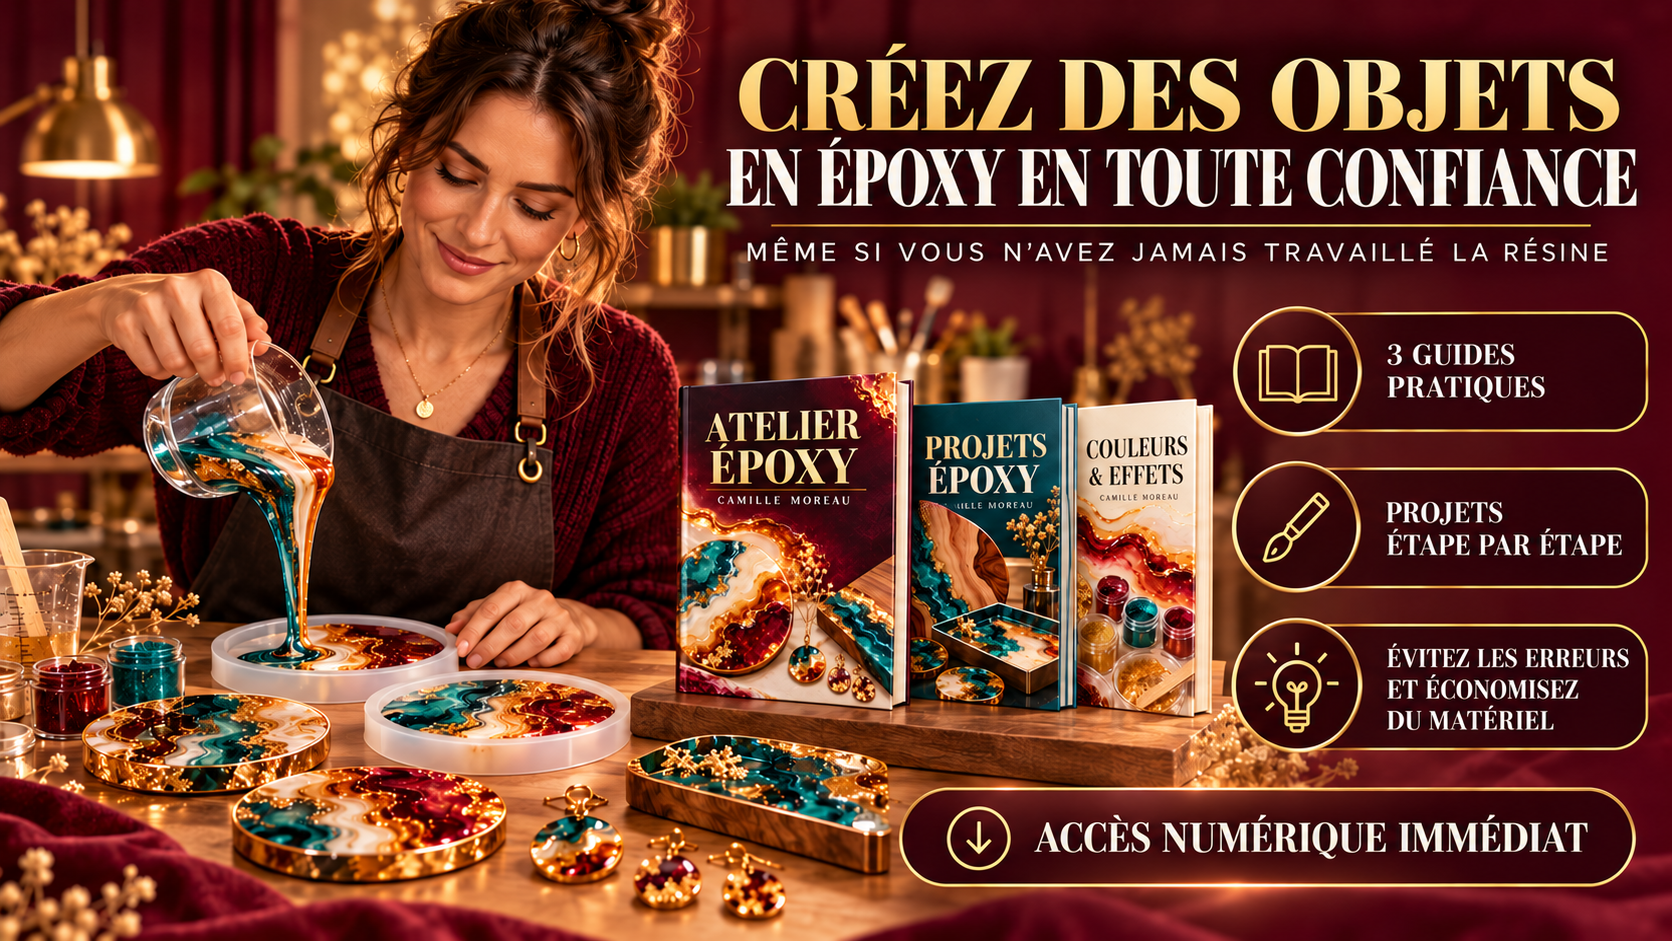 CRÉEZ DES OBJETS
EN ÉPOXY EN TOUTE CONFIANCE
MÊME SI VOUS N'AVEZ JAMAIS TRAVAILLÉ LA RÉSINE
3 GUIDES
PRATIQUES
PROJETS
ÉTAPE PAR ÉTAPE
ÉVITEZ LES ERREURS
ET ÉCONOMISEZ
DU MATÉRIEL
ACCÈS NUMÉRIQUE IMMÉDIAT
ATELIER
ÉPOXY
CAMILLE MOREAU
PROJETS
ÉPOXY
MOREAU
COULEURS
& EFFETS
CAMILLE MOREAU